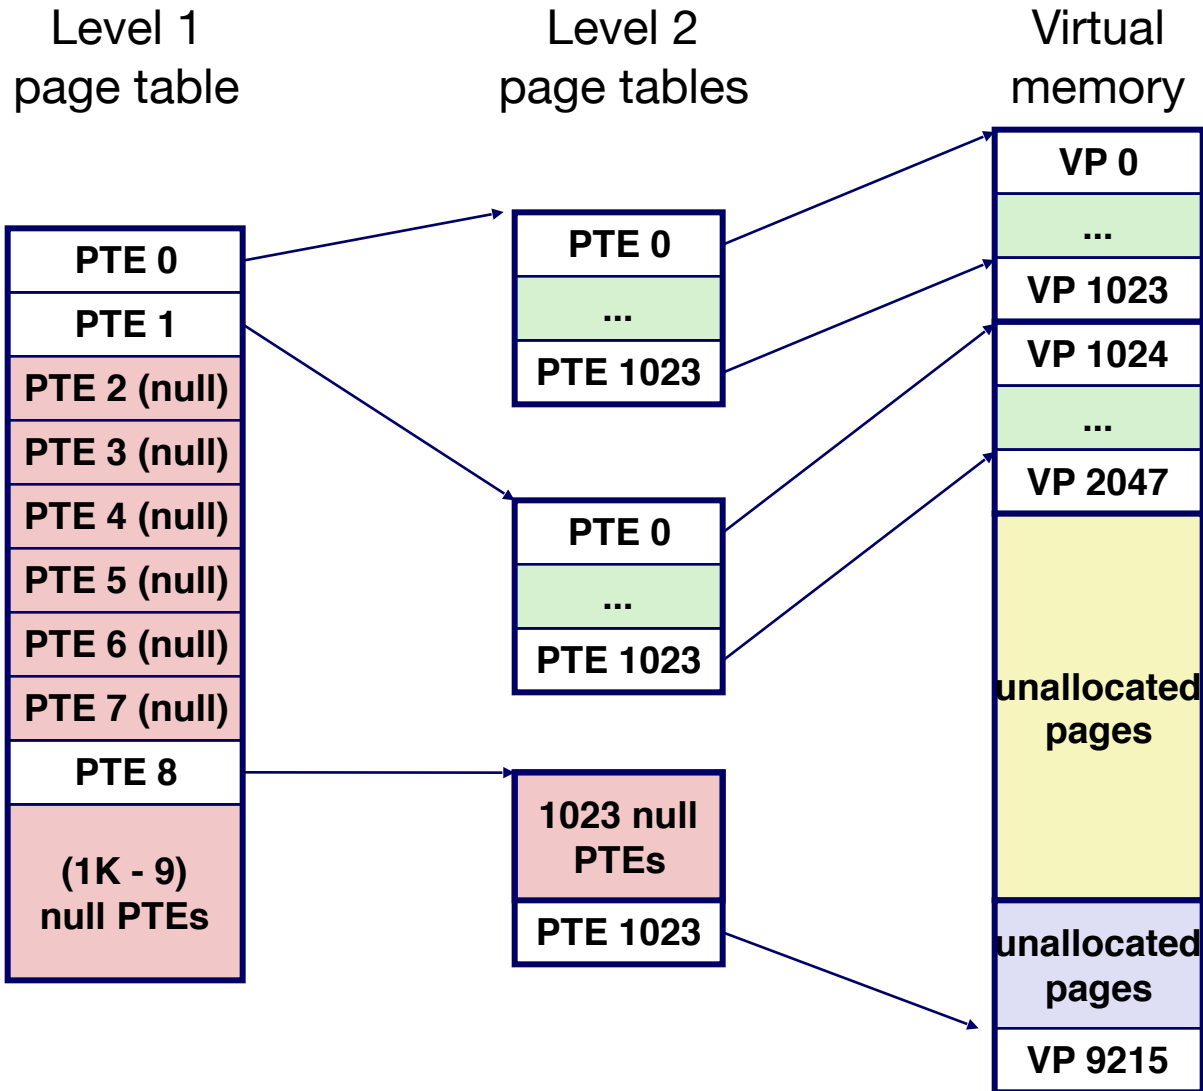 Level 1
page table
Level 2
page tables
Virtual
memory
PTE 0
PTE 1
PTE 2 (null)
PTE 3 (null)
PTE 4 (null)
PTE 5 (null)
PTE 6 (null)
PTE 7 (null)
PTE 8
(1K - 9)
null PTEs
PTE 0
...
PTE 1023
PTE 0
...
PTE 1023
1023 null
PTEs
PTE 1023
VP 0
...
VP 1023
VP 1024
...
VP 2047
unallocated
pages
unallocated
pages
VP 9215